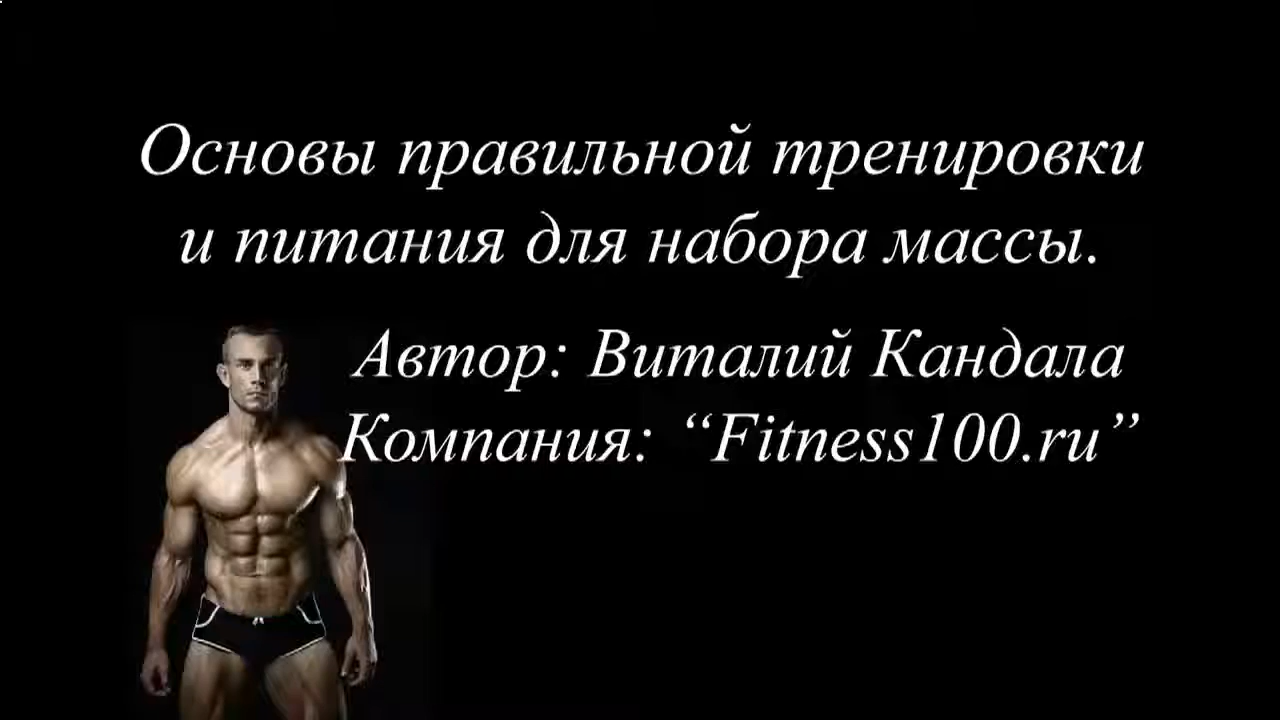 Основы правильной тренировки
и питания для набора массы.
Автор: Виталий Кандала
Компания: “Fitness100.ru”